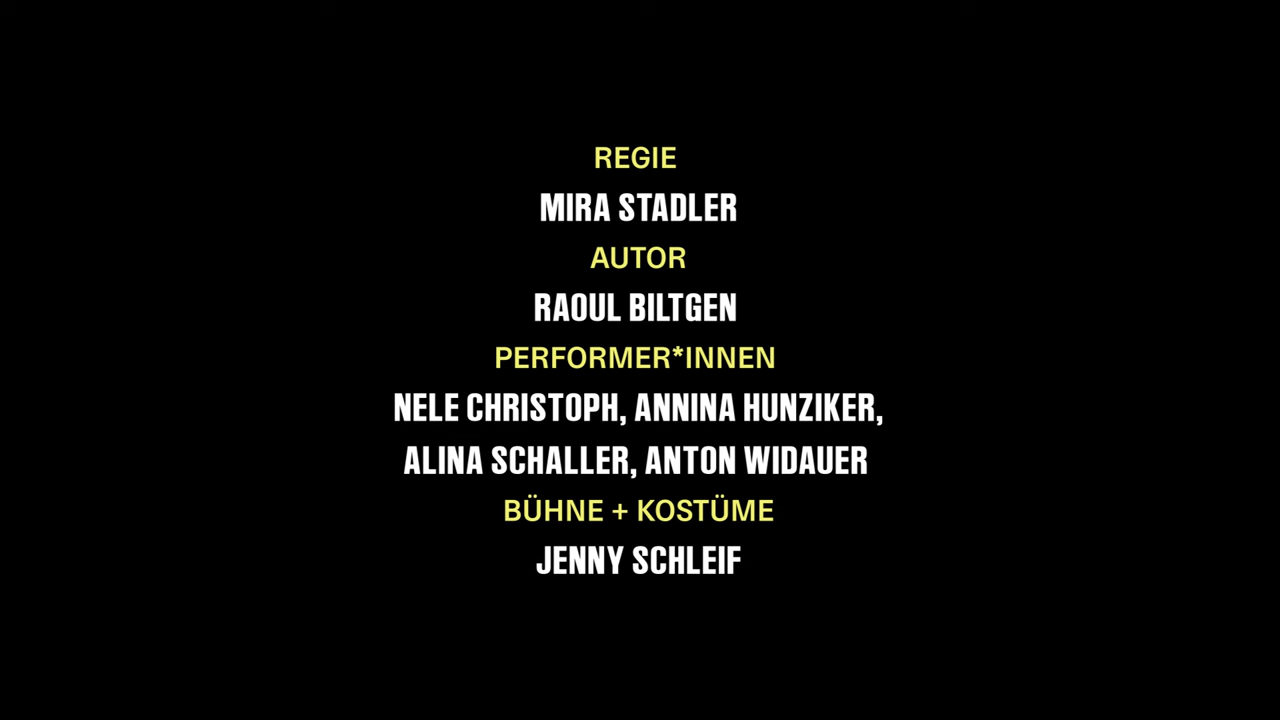 REGIE
MIRA STADLER
AUTOR
RAOUL BILTGEN
PERFORMER*INNEN
NELE CHRISTOPH, ANNINA HUNZIKER,
ALINA SCHALLER, ANTON WIDAUER
BÜHNE + KOSTÜME
JENNY SCHLEIF